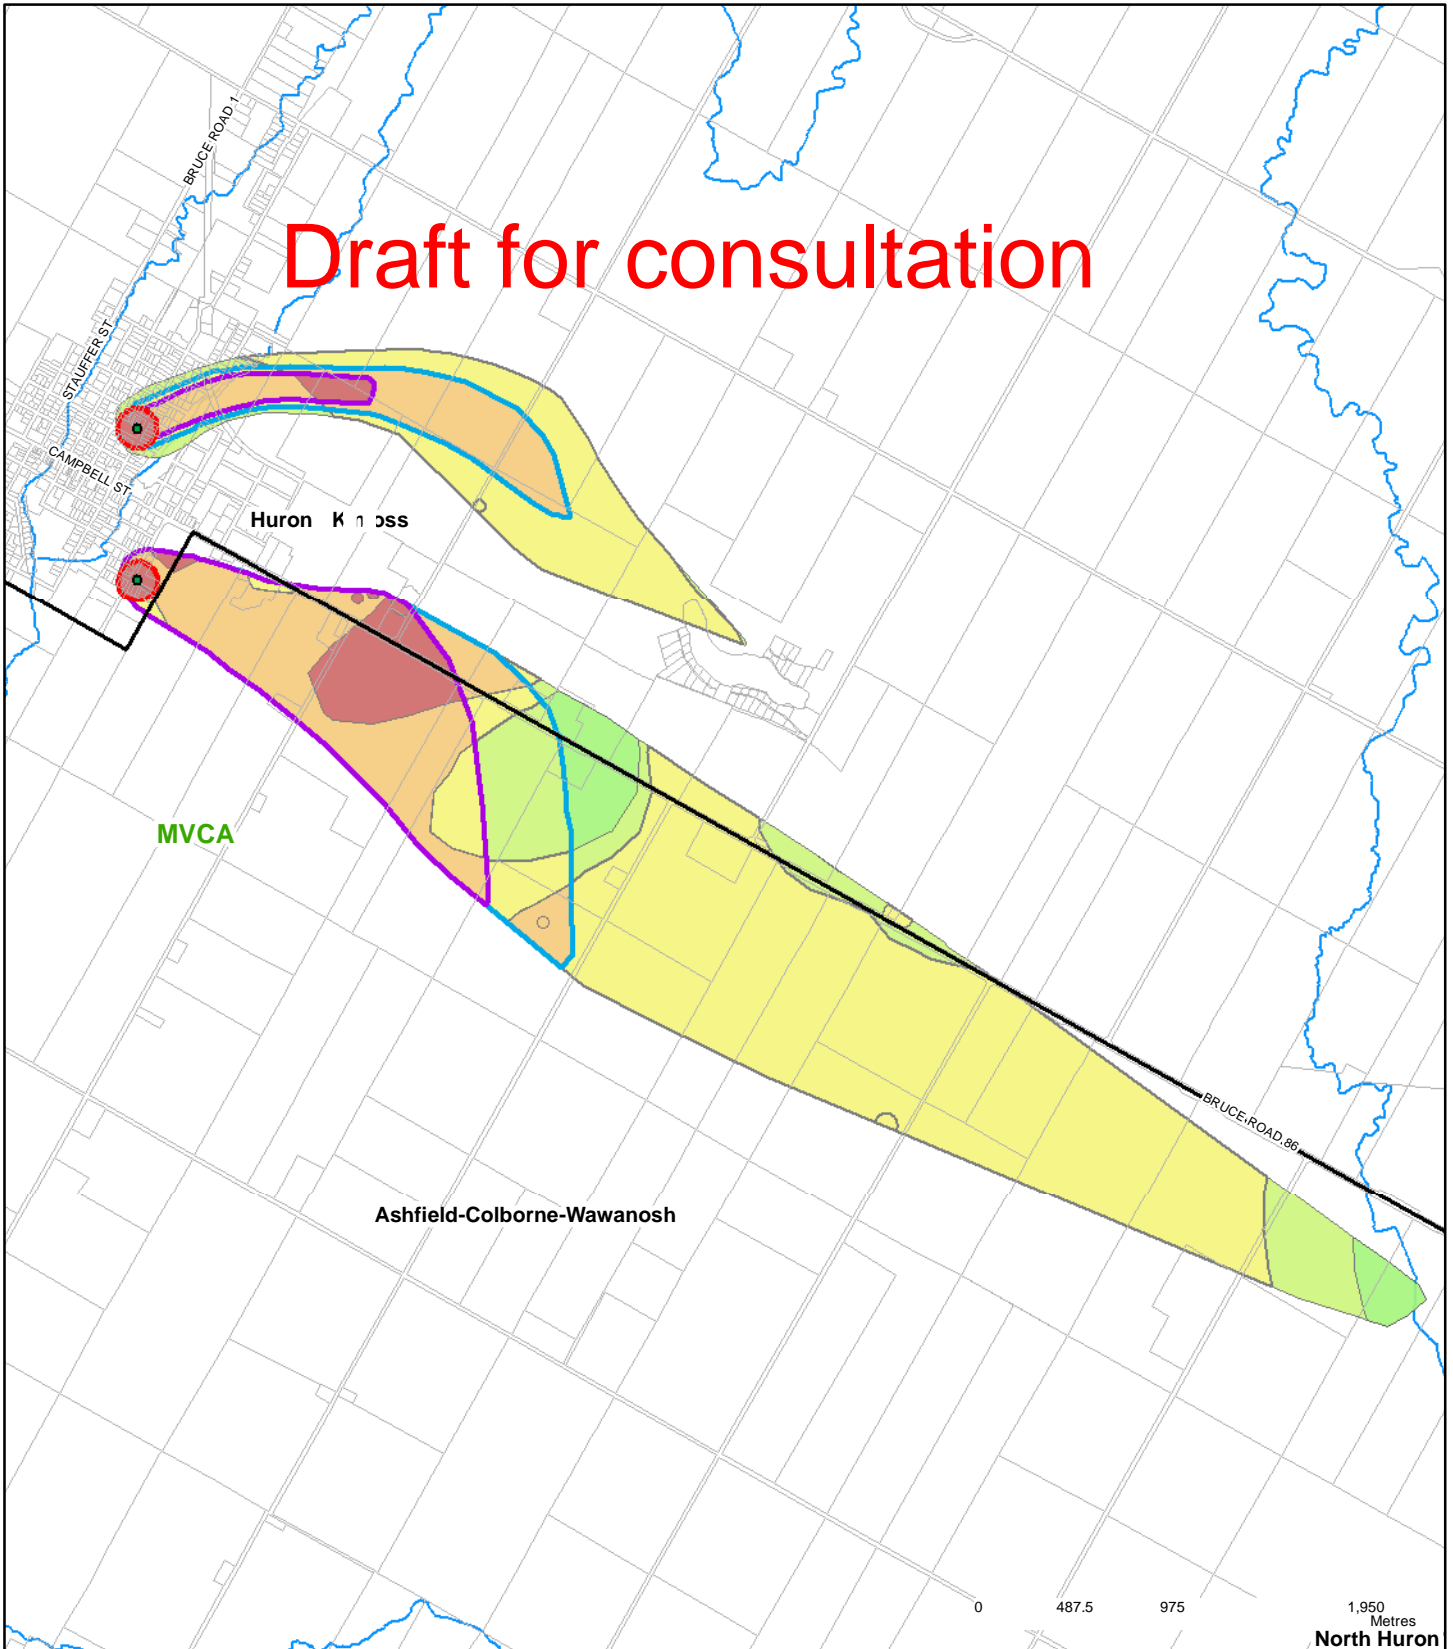 BRUCE ROAD 1
Draft for consultation
STAUFFER ST
CAMPBELL ST
Huron K n oss
MVCA
BRUCE ROAD 86
Ashfield-Colborne-Wawanosh
0 487.5 975 1,950
Metres
North Huron